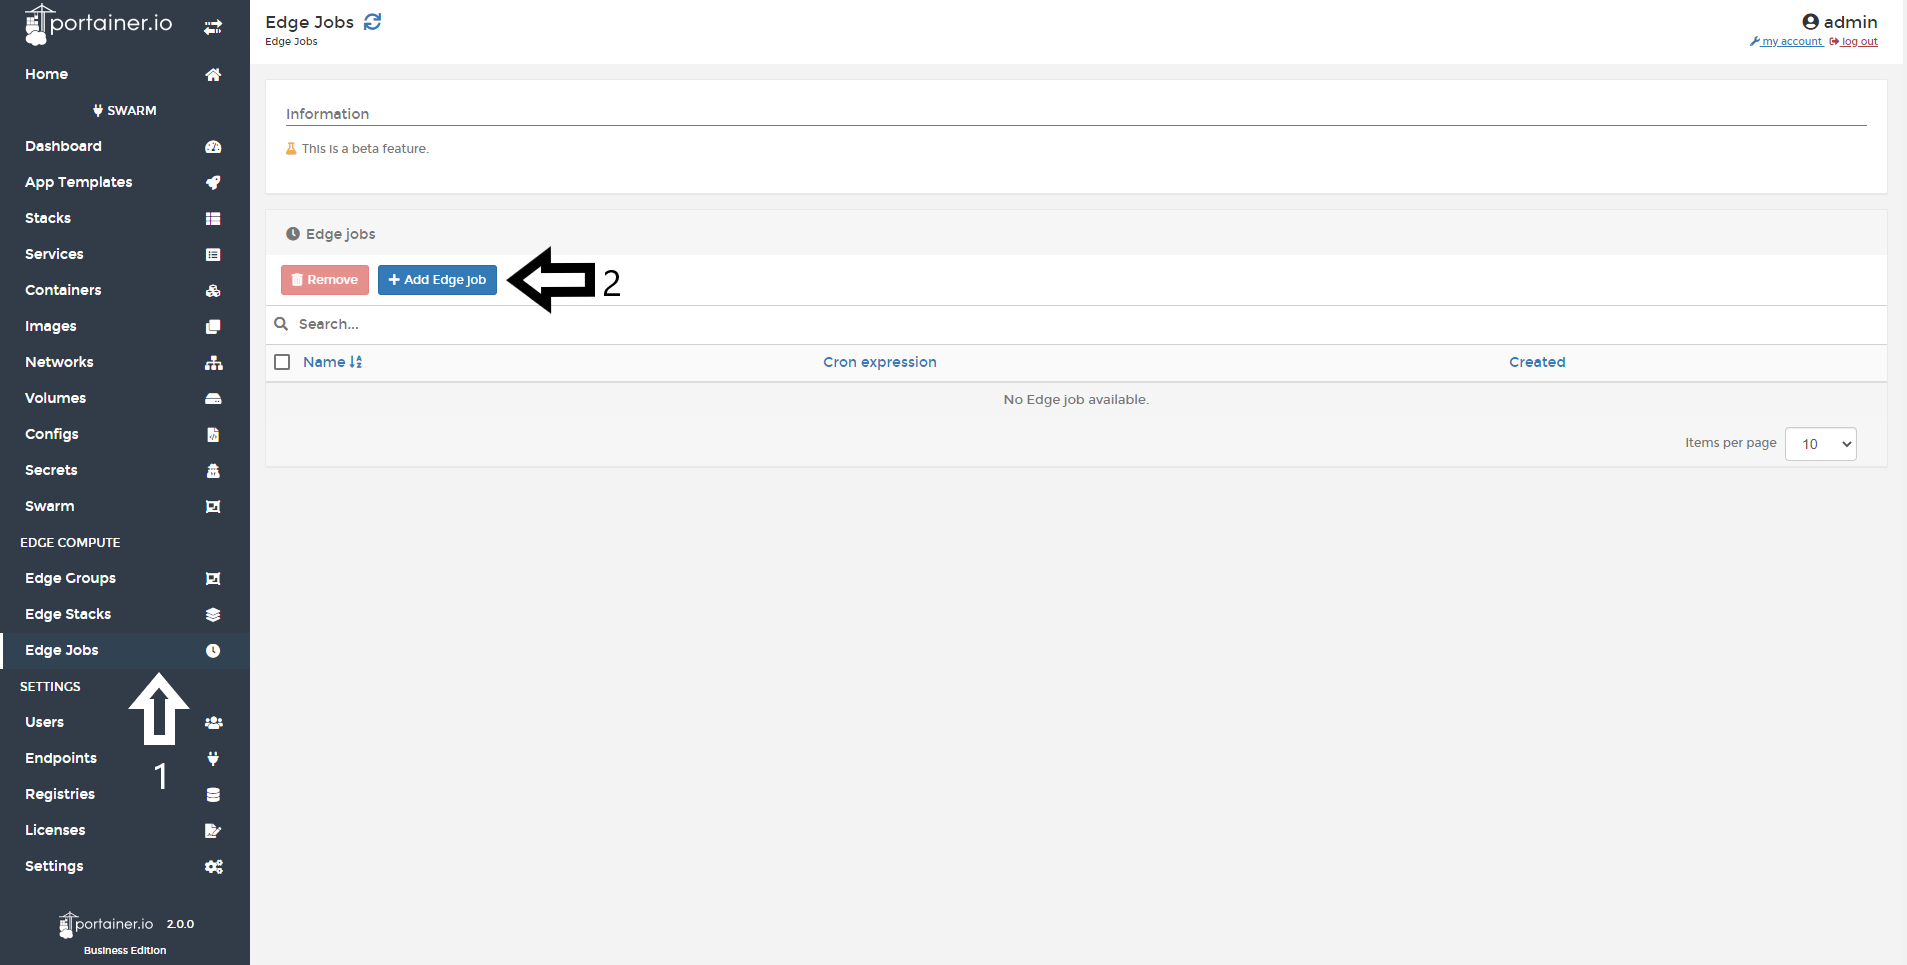 portainer.io
Home
SWARM
Dashboard
App Templates
Stacks
Services
Containers
Images
Networks
Volumes
Configs
Secrets
Swarm
EDGE COMPUTE
Edge Groups
Edge Stacks
Edge Jobs
SETTINGS
Users
Endpoints
Registries
Licenses
Settings
1
portainer.io 2.0.0
Business Edition
Edge Jobs
Edge Jobs
admin
my account log out
Information
This is a beta feature.
Edge jobs
Remove Add Edge job 2
Search...
Name Cron expression Created
No Edge job available.
Items per page 10